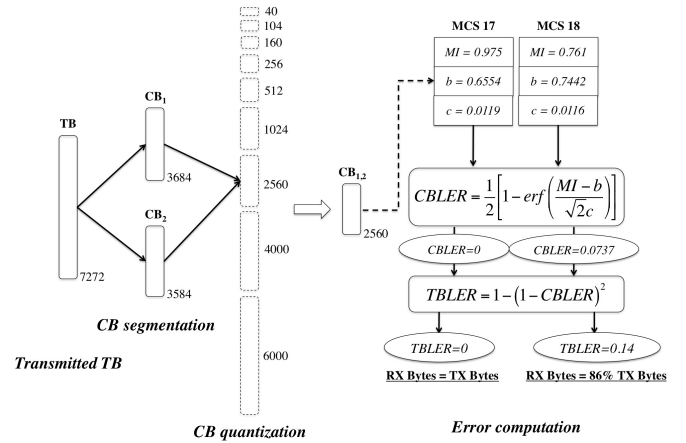 TB
7272
Transmitted TB
CB₁
3684
CB₂
3584
CB segmentation
40
104
160
256
512
1024
2560
4000
6000
CB quantization
CB₁,₂
2560
MCS 17
MI = 0.975
b = 0.6554
c = 0.0119
MCS 18
MI = 0.761
b = 0.7442
c = 0.0116
CBLER = 1/2 [1 - erf ((MI - b)/(√2c))]
CBLER=0
CBLER=0.0737
TBLER = 1 - (1 - CBLER)²
TBLER=0
TBLER=0.14
RX Bytes = TX Bytes
RX Bytes = 86% TX Bytes
Error computation